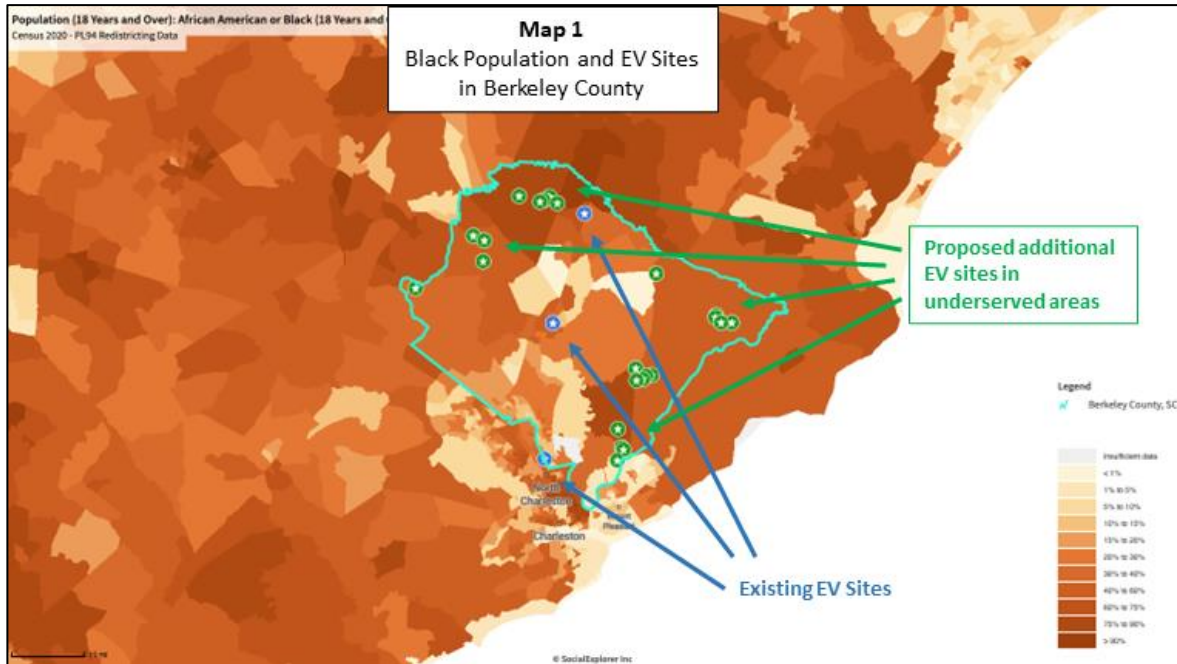 Population (18 Years and Over): African American or Black (18 Years and
Census 2020 - PL94 Redistricting Data
Map 1
Black Population and EV Sites
in Berkeley County
Proposed additional
EV sites in
underserved areas
Legend
Berkeley County, SC
Insufficient data
< 1%
1% to 5%
5% to 10%
10% to 15%
15% to 20%
20% to 30%
30% to 40%
40% to 60%
60% to 75%
75% to 90%
> 90%
North
Charleston
Mount
Pleasant
Charleston
Existing EV Sites
© SocialExplorer Inc